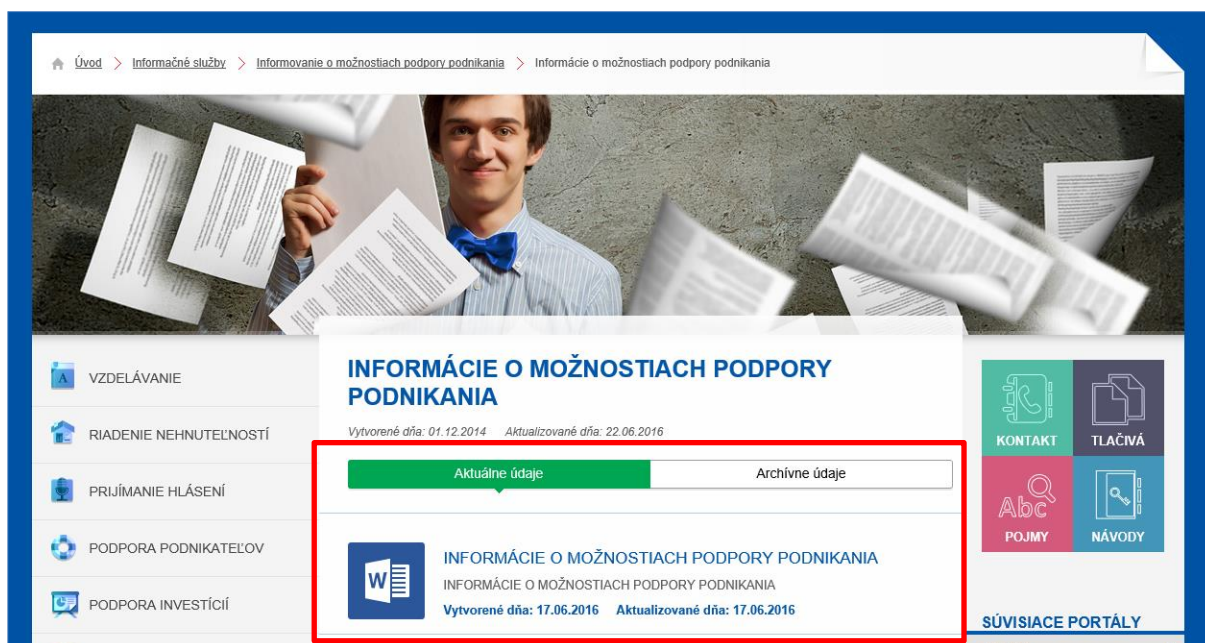 Úvod > Informačné služby > Informovanie o možnostiach podpory podnikania > Informácie o možnostiach podpory podnikania
VZDELÁVANIE
RIADENIE NEHNUTEĽNOSTÍ
PRIJÍMANIE HLÁSENÍ
PODPORA PODNIKATEĽOV
PODPORA INVESTÍCIÍ
INFORMÁCIE O MOŽNOSTIACH PODPORY
PODNIKANIA
Vytvorené dňa: 01.12.2014 Aktualizované dňa: 22.06.2016
Aktuálne údaje
Archívne údaje
W
INFORMÁCIE O MOŽNOSTIACH PODPORY PODNIKANIA
INFORMÁCIE O MOŽNOSTIACH PODPORY PODNIKANIA
Vytvorené dňa: 17.06.2016 Aktualizované dňa: 17.06.2016
KONTAKT
TLAČIVÁ
Abc
POJMY
NÁVODY
SÚVISIACE PORTÁLY